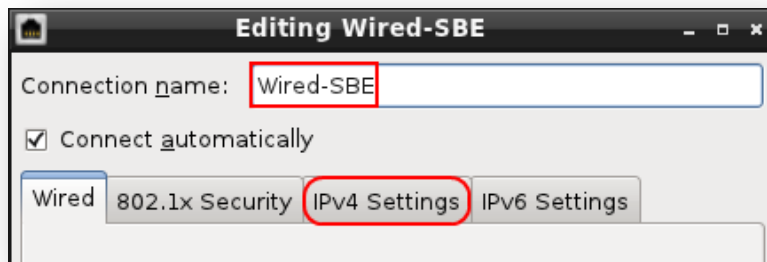 Editing Wired-SBE
Connection name: Wired-SBE
Connect automatically
Wired 802.1x Security IPv4 Settings IPv6 Settings